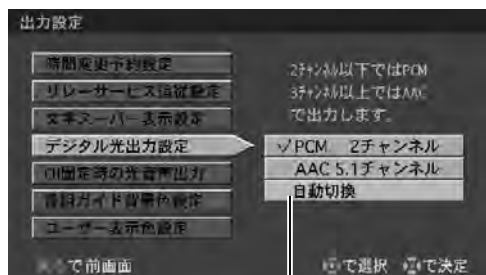 出力設定
時間変更予約設定
リレーサービス追従設定
文字スーパー表示設定
デジタル光出力設定
番組ガイド背景色設定
ユーザー表示色設定
2チャンネル以下ではPCM
3チャンネル以上ではAAC
で出力します。
✓PCM 2チャンネル
AAC 5.1チャンネル
自動切換
で前画面
で選択
で決定